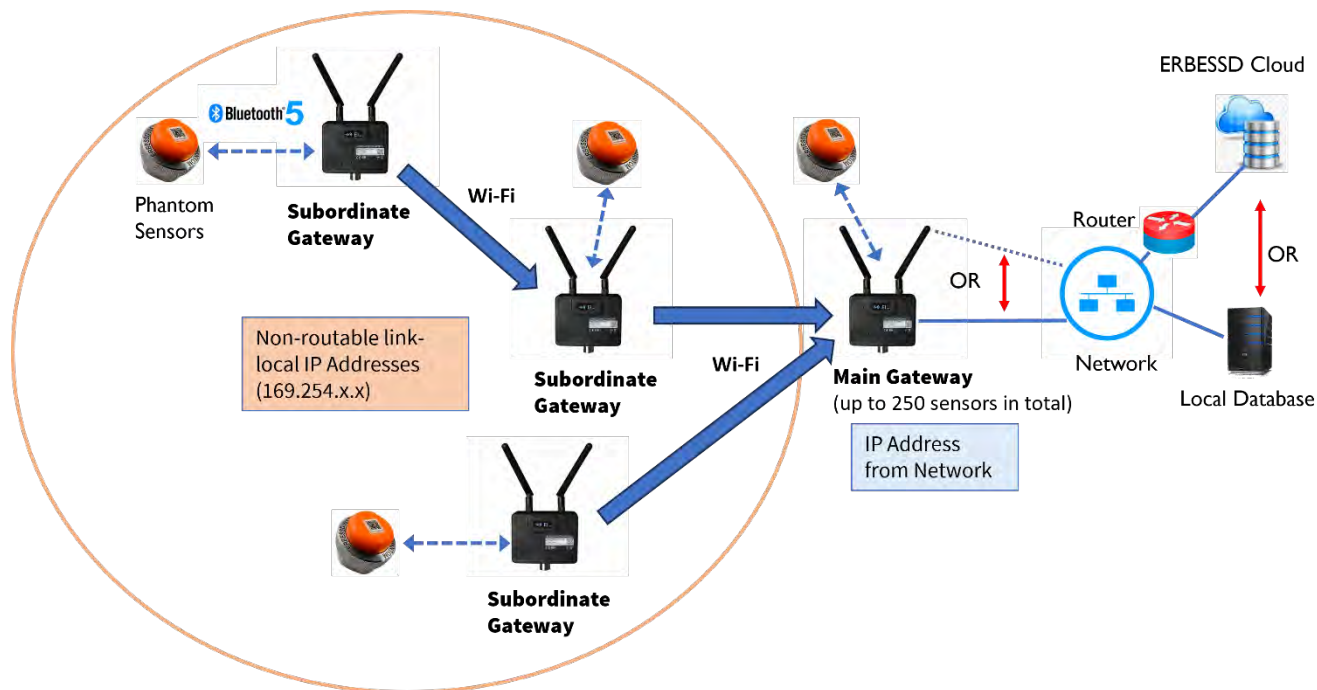 ERBESSD Cloud
Bluetooth 5
Phantom
Sensors
Subordinate
Gateway
Wi-Fi
Router
OR
OR
Non-routable link-
local IP Addresses
(169.254.x.x)
Subordinate
Gateway
Wi-Fi
Main Gateway
(up to 250 sensors in total)
Network
Local Database
IP Address
from Network
Subordinate
Gateway